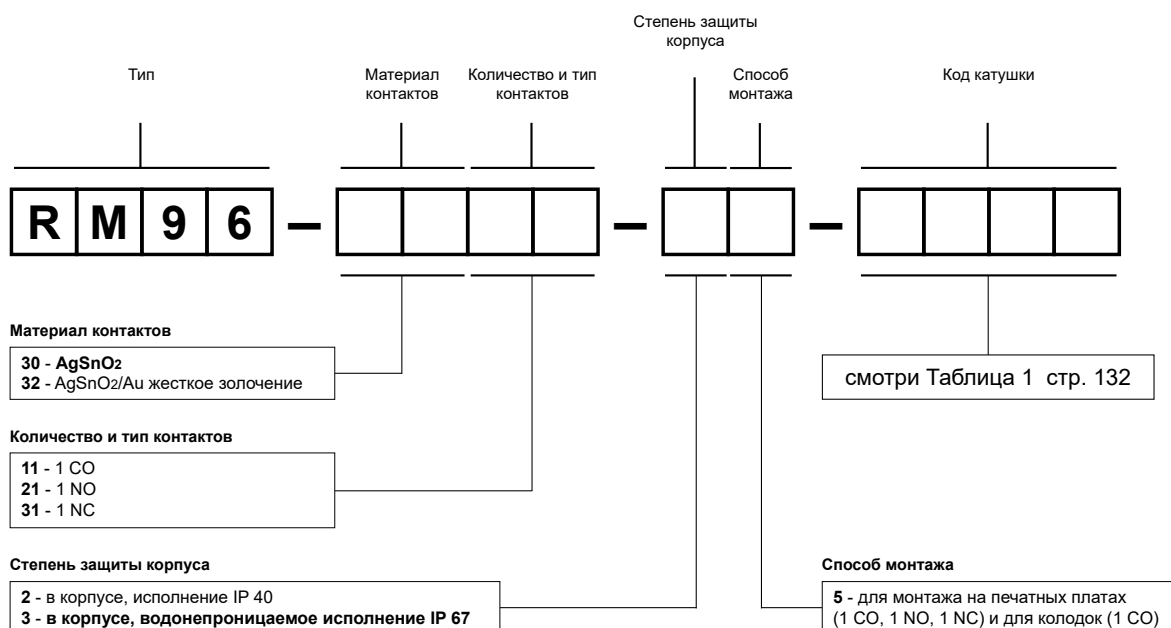 Степень защиты
корпуса
Тип
Материал
контактов
Количество и тип
контактов
Способ
монтажа
Код катушки
RM96 – –  –
Материал контактов
30 - AgSnO2
32 - AgSnO2/Au жесткое золочение
смотри Таблица 1 стр. 132
Количество и тип контактов
11 - 1 CO
21 - 1 NO
31 - 1 NC
Степень защиты корпуса
2 - в корпусе, исполнение IP 40
3 - в корпусе, водонепроницаемое исполнение IP 67
Способ монтажа
5 - для монтажа на печатных платах
(1 CO, 1 NO, 1 NC) и для колодок (1 CO)